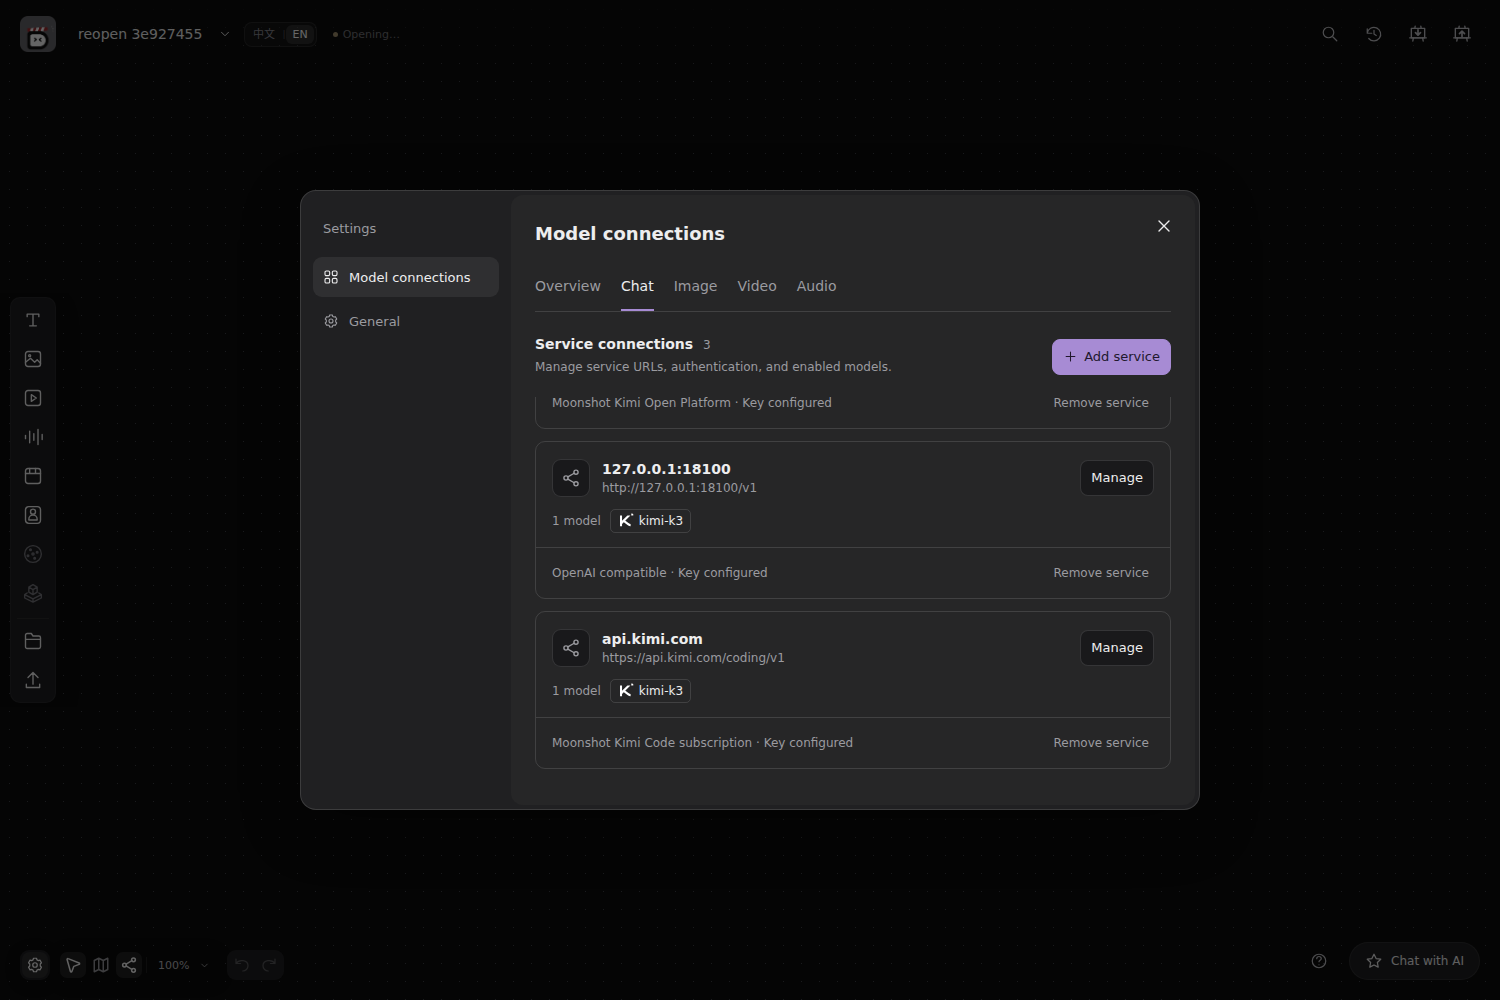 reopen 3e927455
中文
EN
Opening...
Settings
Model connections
General
Model connections
Overview
Chat
Image
Video
Audio
Service connections 3
Manage service URLs, authentication, and enabled models.
Add service
Moonshot Kimi Open Platform · Key configured
Remove service
127.0.0.1:18100
http://127.0.0.1:18100/v1
Manage
1 model
kimi-k3
OpenAI compatible · Key configured
Remove service
api.kimi.com
https://api.kimi.com/coding/v1
Manage
1 model
kimi-k3
Moonshot Kimi Code subscription · Key configured
Remove service
100%
Chat with AI